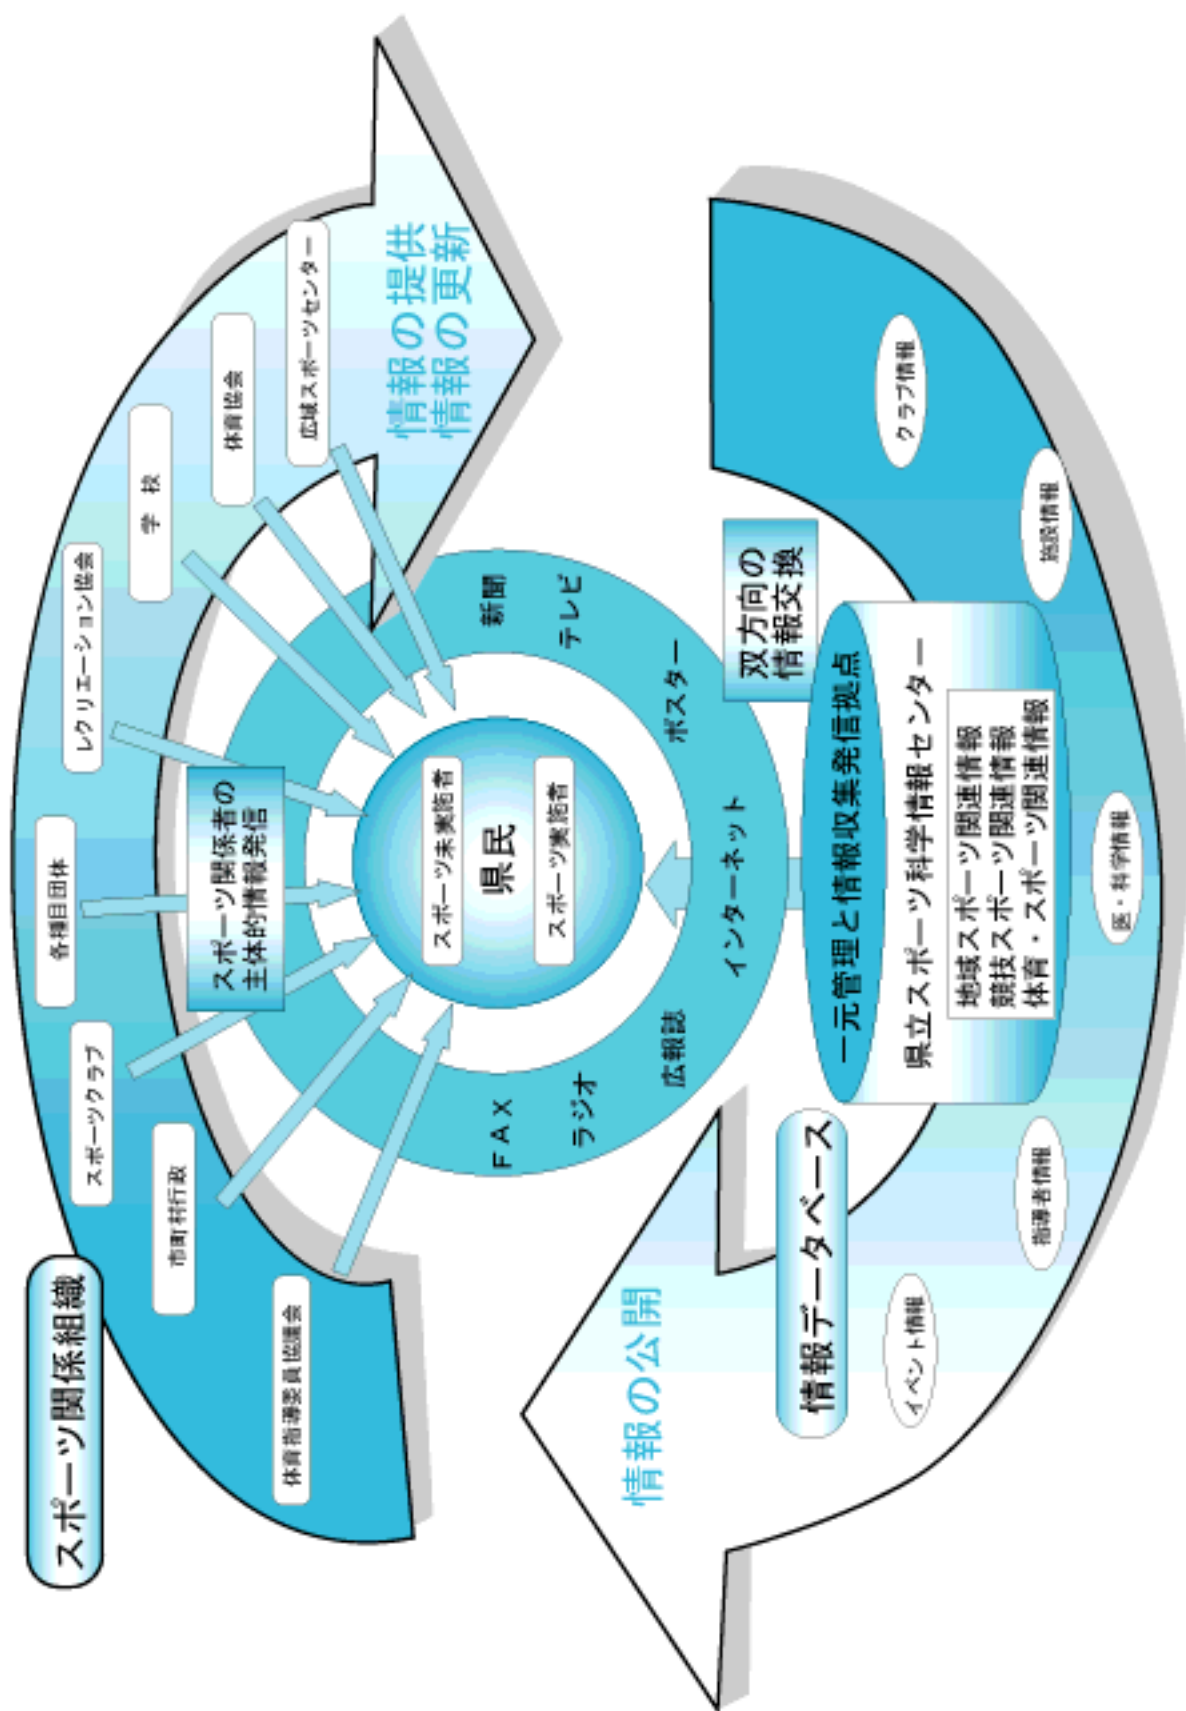 スポーツ関係組織
体育指導委員協議会
市町村行政
スポーツクラブ
各種目団体
レクリエーション協会
学 校
体育協会
広域スポーツセンター
情報の提供
情報の更新
スポーツ関係者の
主体的情報発信
スポーツ未実施者
県民
スポーツ実施者
FAX
ラジオ
広報誌
インターネット
ポスター
テレビ
新聞
双方向の
情報交換
情報の公開
情報データベース
一元管理と情報収集発信拠点
県立スポーツ科学情報センター
地域スポーツ関連情報
競技スポーツ関連情報
体育・スポーツ関連情報
イベント情報
指導者情報
医・科学情報
施設情報
クラブ情報